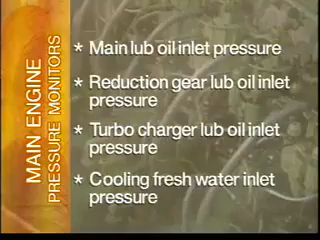 MAIN ENGINE
PRESSURE MONITORS
* Main lub oil inlet pressure
* Reduction gear lub oil inlet
pressure
* Turbo charger lub oil inlet
pressure
* Cooling fresh water inlet
pressure